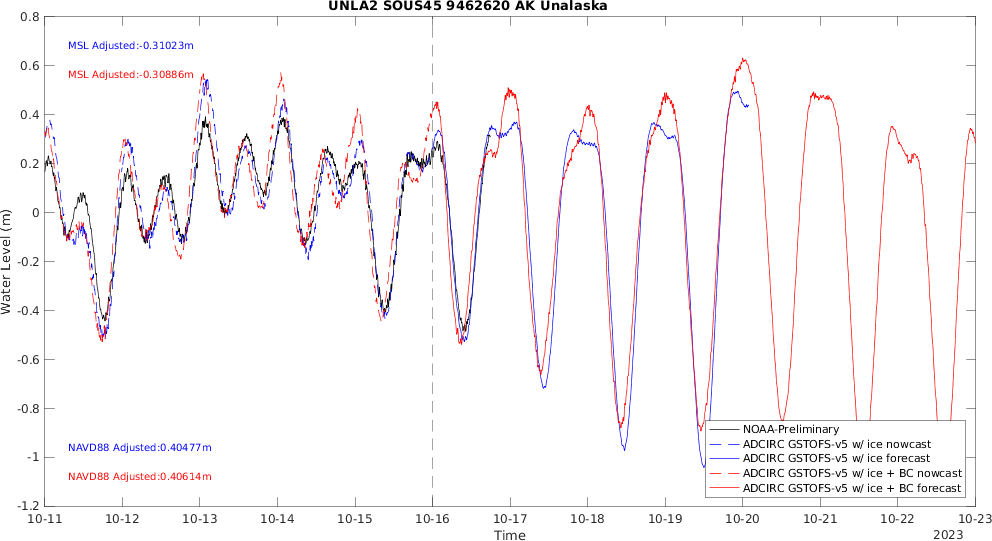 UNLA2 SOUS45 9462620 AK Unalaska
0.8
0.6
0.4
0.2
0
-0.2
-0.4
-0.6
-0.8
-1
-1.2
Water Level (m)
MSL Adjusted:-0.31023m
MSL Adjusted:-0.30886m
NAVD88 Adjusted:0.40477m
NAVD88 Adjusted:0.40614m
NOAA-Preliminary
ADCIRC GSTOFS-v5 w/ ice nowcast
ADCIRC GSTOFS-v5 w/ ice forecast
ADCIRC GSTOFS-v5 w/ ice + BC nowcast
ADCIRC GSTOFS-v5 w/ ice + BC forecast
10-11 10-12 10-13 10-14 10-15 10-16 10-17 10-18 10-19 10-20 10-21 10-22 10-23
Time
2023